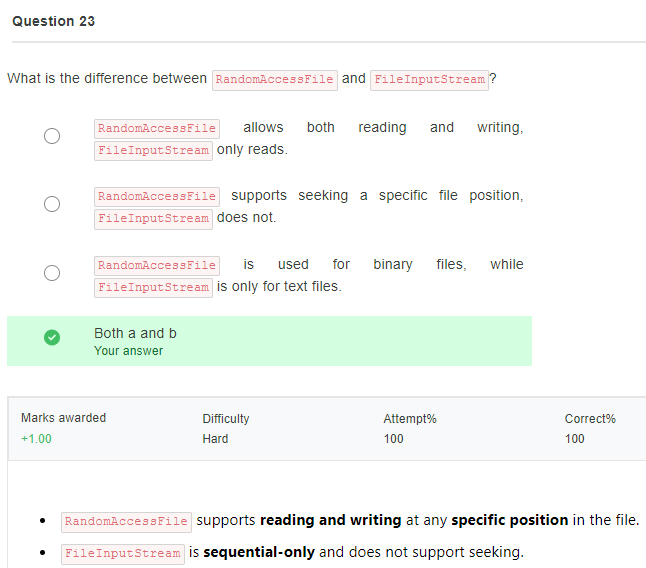 Question 23
What is the difference between RandomAccessFile and FileInputStream?
RandomAccessFile allows both reading and writing,
FileInputStream only reads.
RandomAccessFile supports seeking a specific file position,
FileInputStream does not.
RandomAccessFile is used for binary files, while
FileInputStream is only for text files.
Both a and b
Your answer
Marks awarded Difficulty Attempt% Correct%
+1.00 Hard 100 100
• RandomAccessFile supports reading and writing at any specific position in the file.
• FileInputStream is sequential-only and does not support seeking.